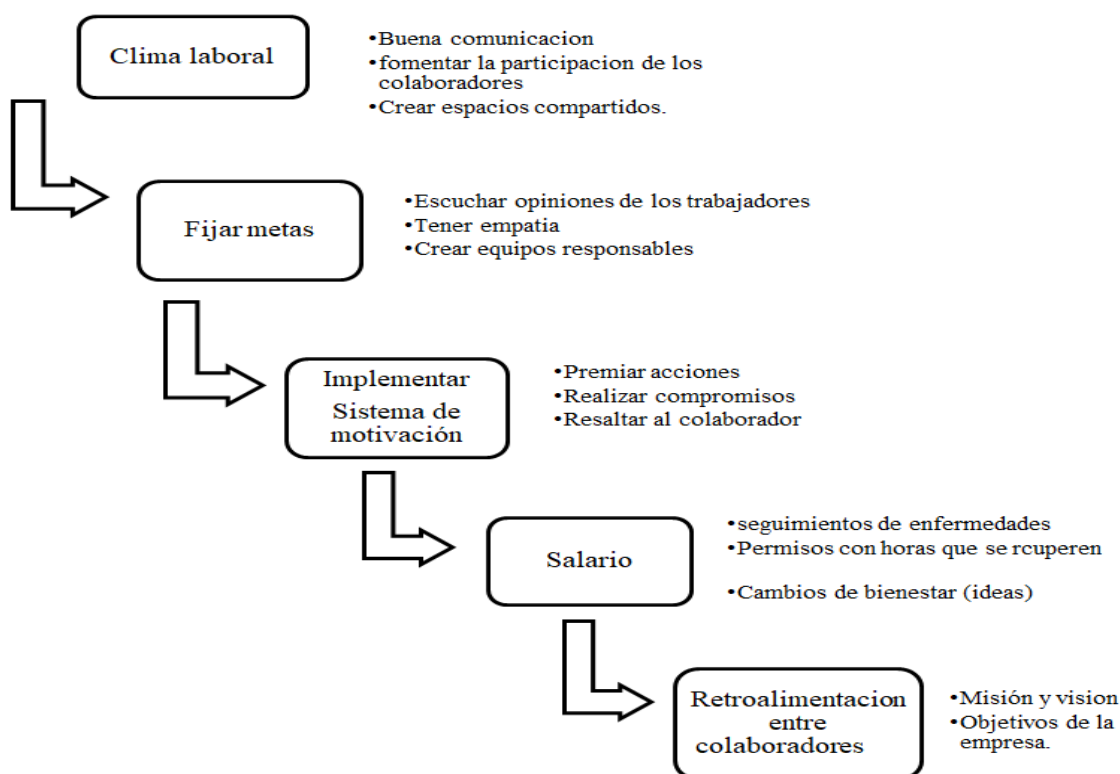 Clima laboral
•Buena comunicacion
•fomentar la participacion de los
colaboradores
•Crear espacios compartidos.
Fijar metas
•Escuchar opiniones de los trabajadores
•Tener empatia
•Crear equipos responsables
Implementar
Sistema de
motivación
•Premiar acciones
•Realizar compromisos
•Resaltar al colaborador
Salario
•seguimientos de enfermedades
•Permisos con horas que se rcuperen
•Cambios de bienestar (ideas)
Retroalimentacion
entre
colaboradores
•Misión y vision
•Objetivos de la
empresa.